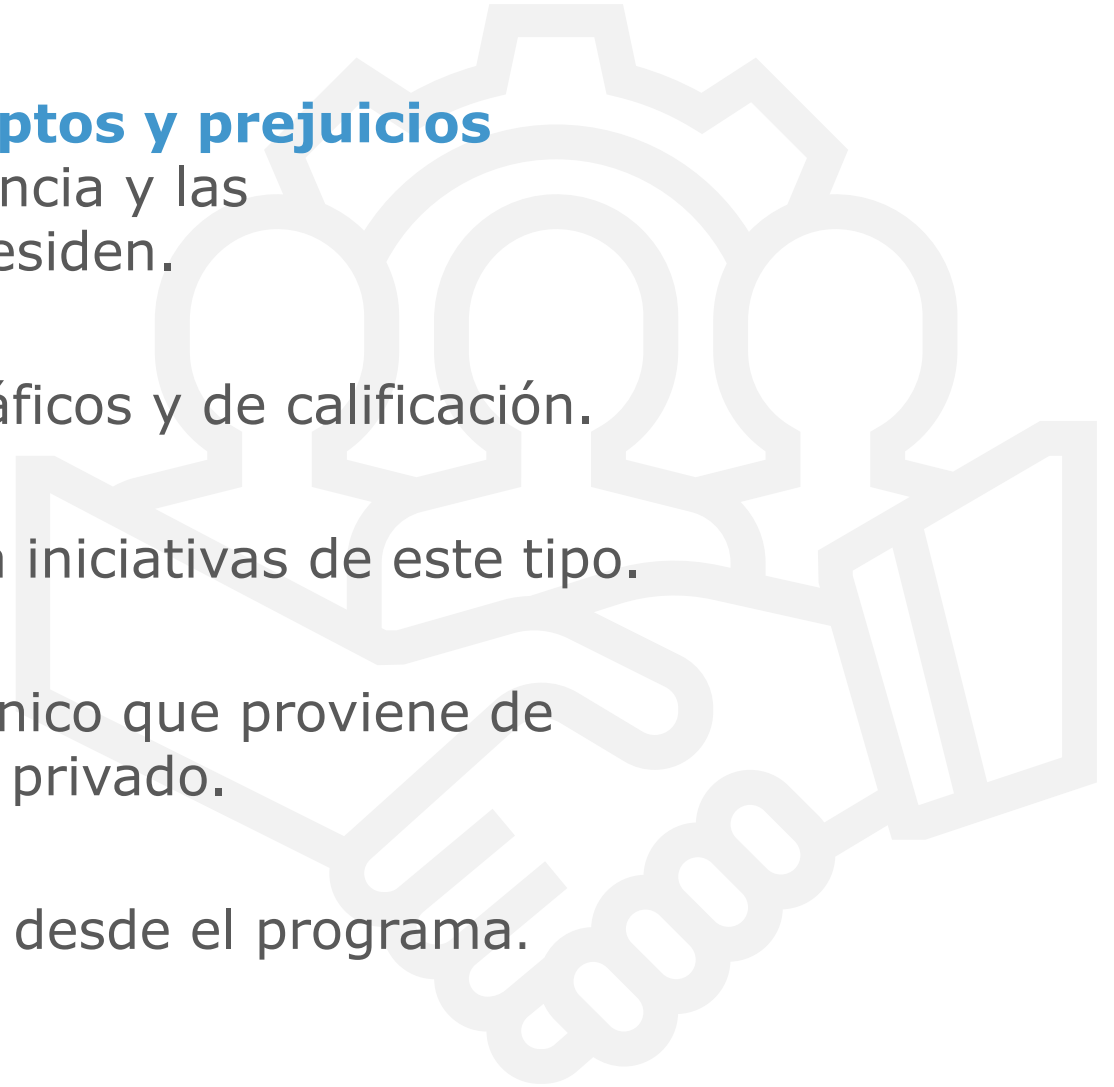 ptos y prejuicios
ncia y las
esiden.
áficos y de calificación.
iniciativas de este tipo.
nico que proviene de
privado.
desde el programa.